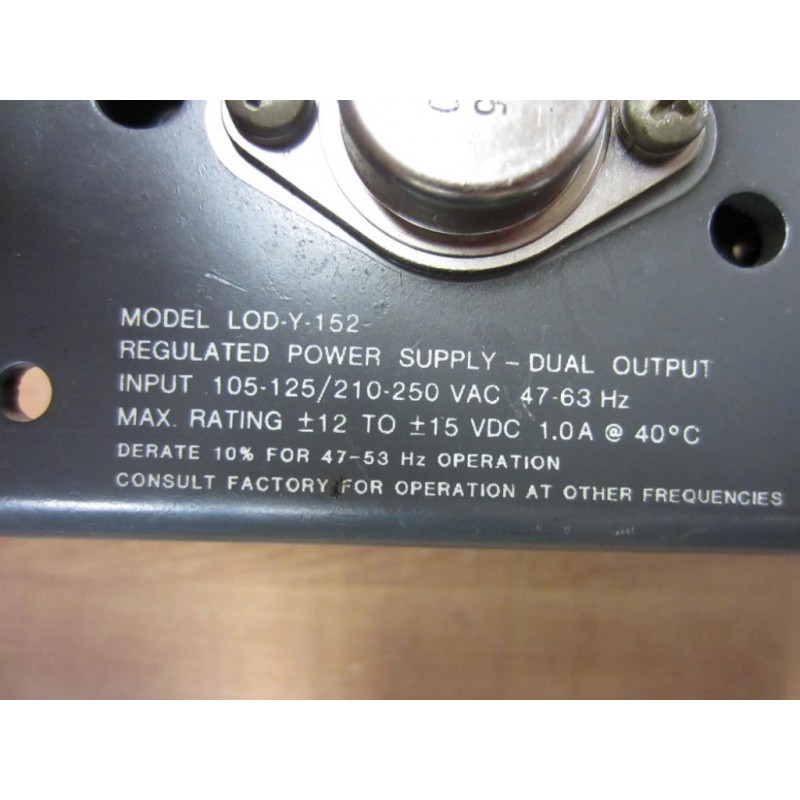 5
MODEL LOD-Y-152
REGULATED POWER SUPPLY – DUAL OUTPUT
INPUT 105-125/210-250 VAC 47-63 Hz
MAX. RATING ±12 TO ±15 VDC 1.0A @ 40°C
DERATE 10% FOR 47–53 Hz OPERATION
CONSULT FACTORY FOR OPERATION AT OTHER FREQUENCIES